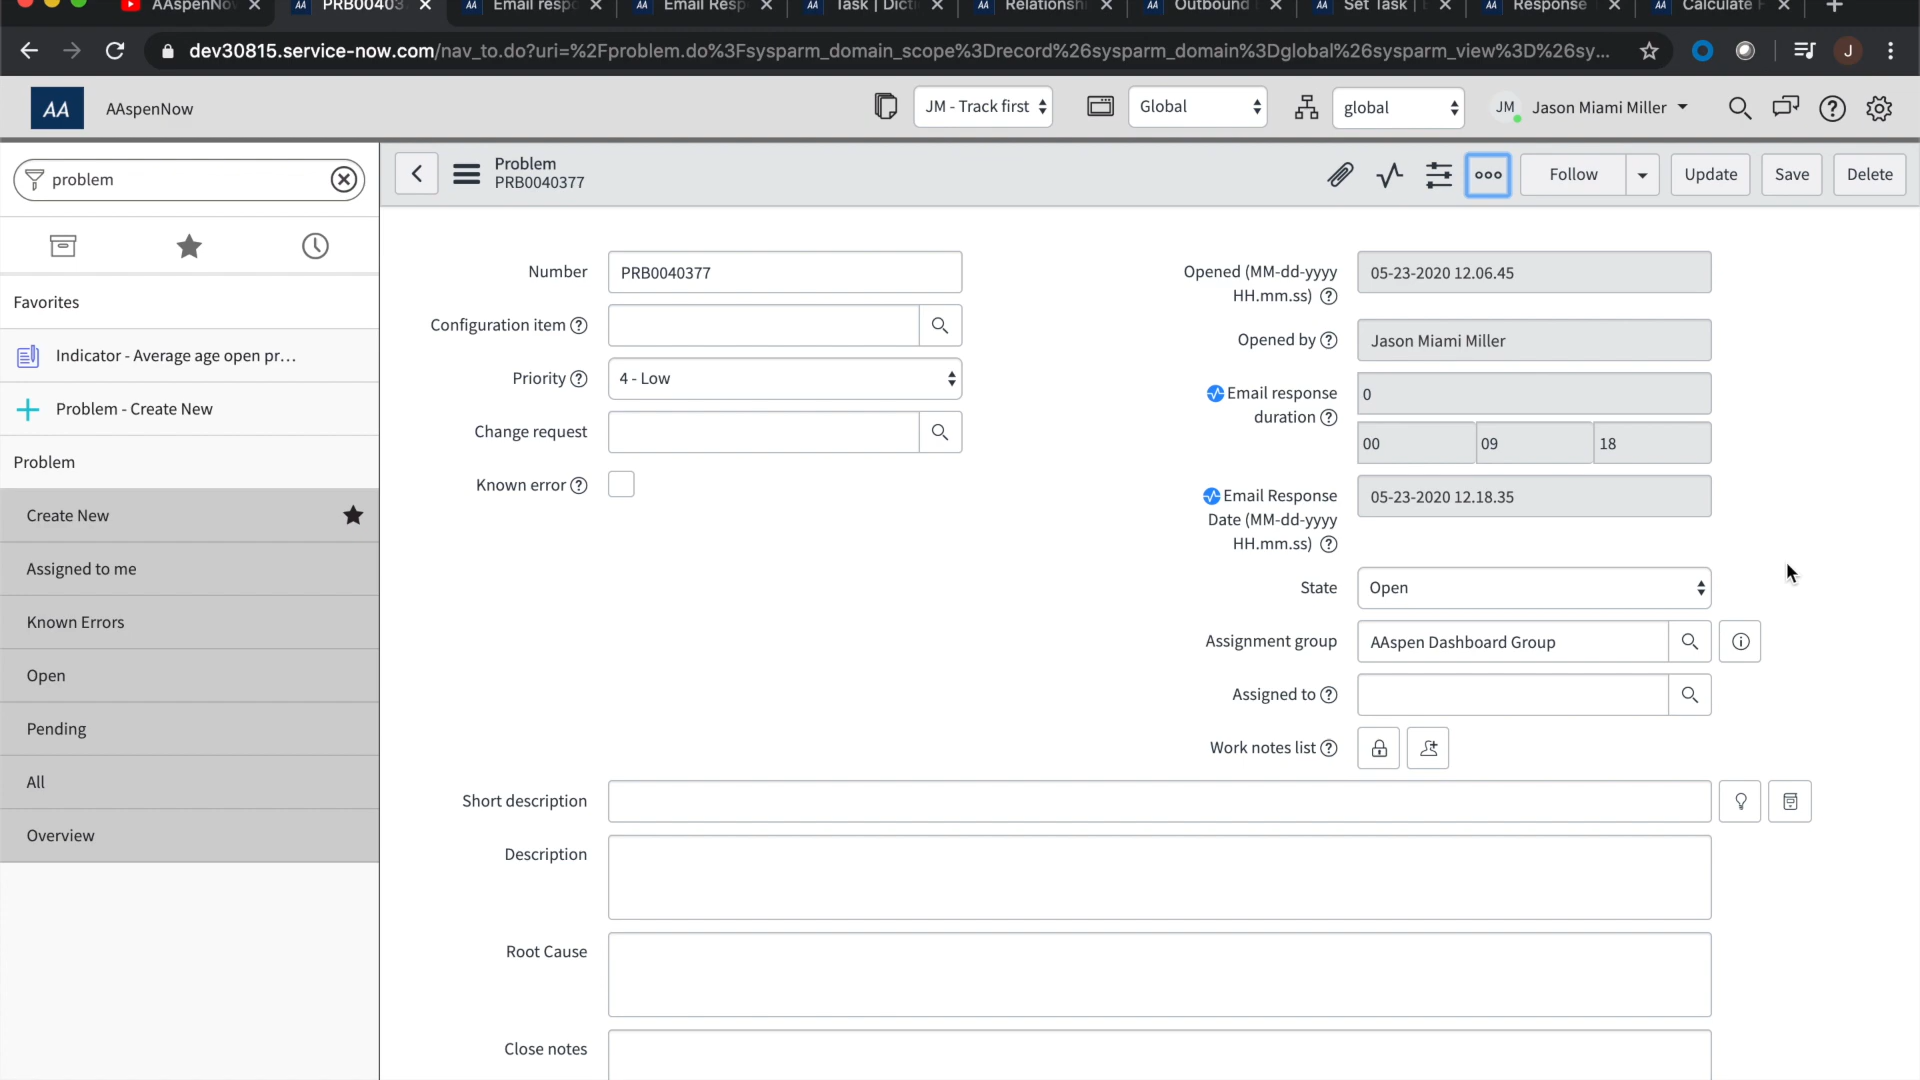 AAspenNo
PRB00403
Email respo
Email Resp
Task | Dicti
Relationsh
Outbound
Set Task | E
Response
Calculate
dev30815.service-now.com/nav_to.do?uri=%2Fproblem.do%3Fsysparm_domain_scope%3Drecord%26sysparm_domain%3Dglobal%26sysparm_view%3D%26sy...
J
AA
AAspenNow
JM - Track first
Global
global
JM
Jason Miami Miller
problem
Problem
PRB0040377
Follow
Update
Save
Delete
Favorites
Indicator - Average age open pr...
Problem - Create New
Problem
Create New
Assigned to me
Known Errors
Open
Pending
All
Overview
Number
PRB0040377
Configuration item
Priority
4 - Low
Change request
Known error
Opened (MM-dd-yyyy
HH.mm.ss)
05-23-2020 12.06.45
Opened by
Jason Miami Miller
Email response
duration
0
00
09
18
Email Response
Date (MM-dd-yyyy
HH.mm.ss)
05-23-2020 12.18.35
State
Open
Assignment group
AAspen Dashboard Group
Assigned to
Work notes list
Short description
Description
Root Cause
Close notes